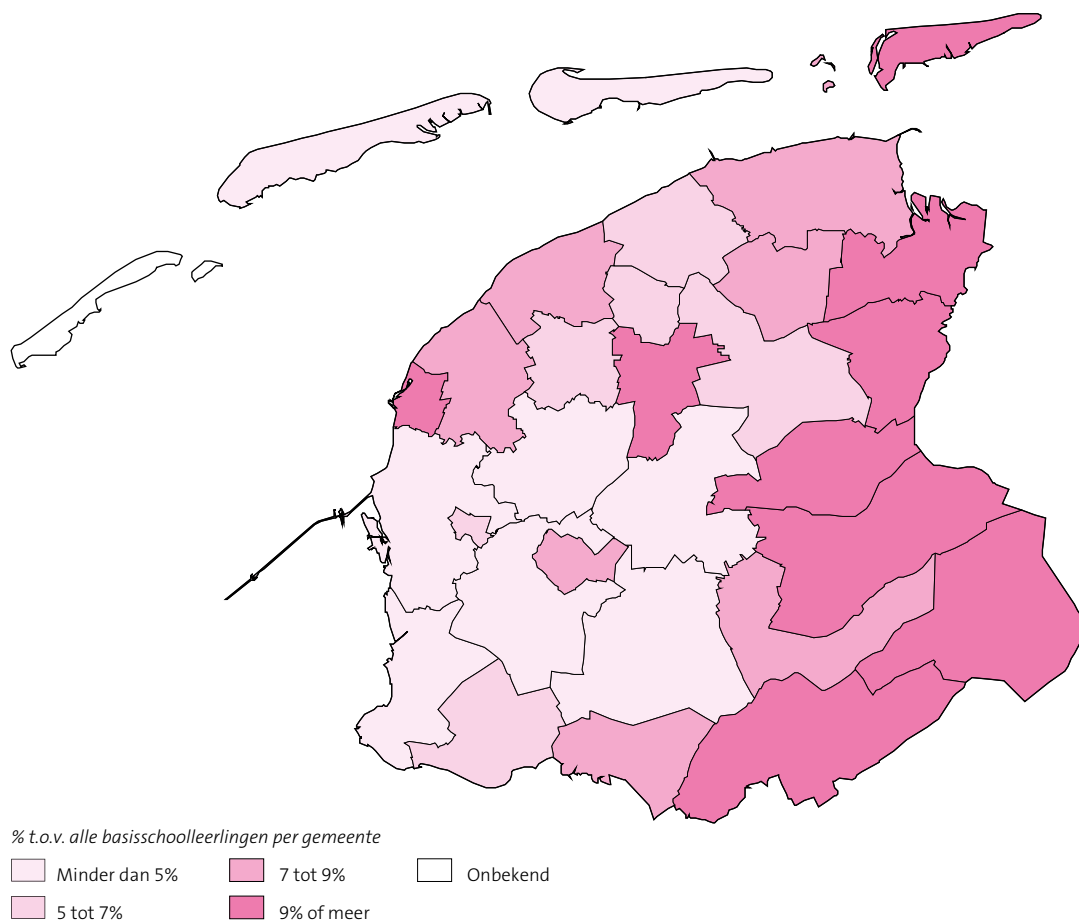 % t.o.v. alle basisschoolleerlingen per gemeente
Minder dan 5%
7 tot 9%
Onbekend
5 tot 7%
9% of meer